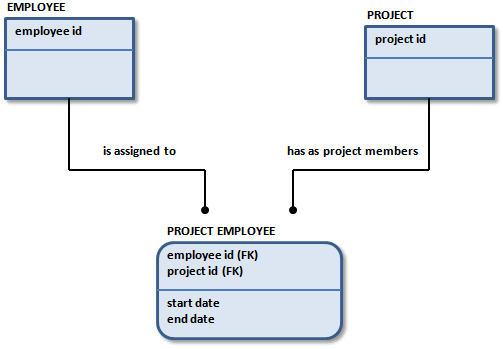 EMPLOYEE
employee id
PROJECT
project id
is assigned to
has as project members
PROJECT EMPLOYEE
employee id (FK)
project id (FK)
start date
end date